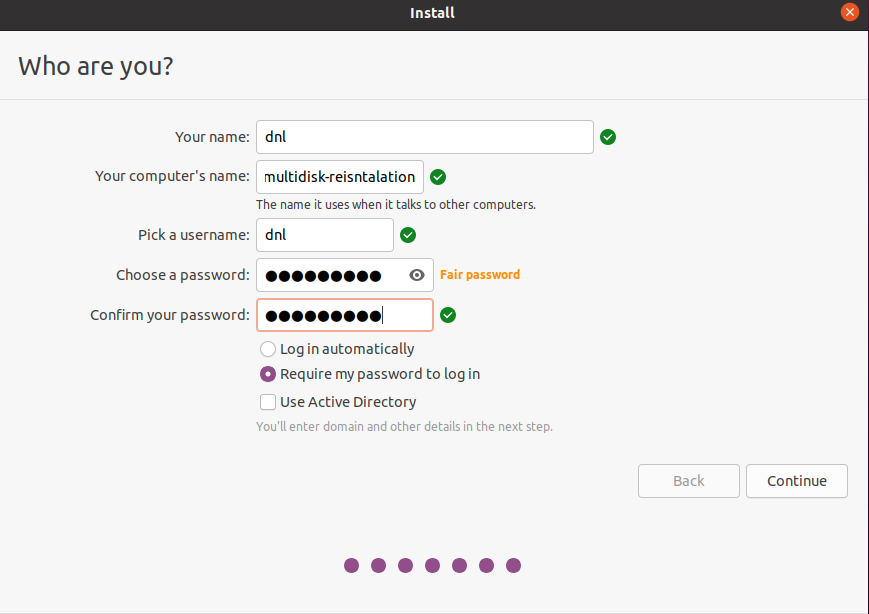 Install
Who are you?
Your name: dnl
Your computer's name: multidisk-reisntalation
The name it uses when it talks to other computers.
Pick a username: dnl
Choose a password: ●●●●●●●●● Fair password
Confirm your password: ●●●●●●●●●
Log in automatically
Require my password to log in
Use Active Directory
You'll enter domain and other details in the next step.
Back Continue